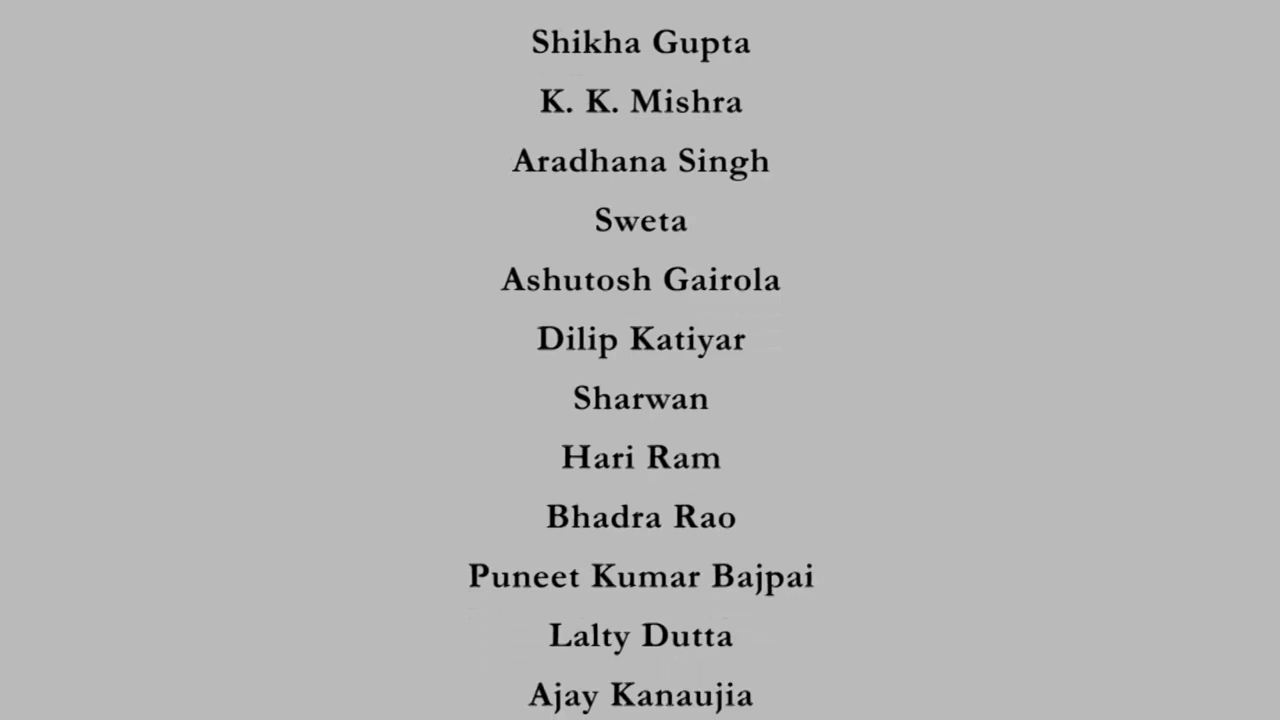 Shikha Gupta
K. K. Mishra
Aradhana Singh
Sweta
Ashutosh Gairola
Dilip Katiyar
Sharwan
Hari Ram
Bhadra Rao
Puneet Kumar Bajpai
Lalty Dutta
Ajay Kanaujia